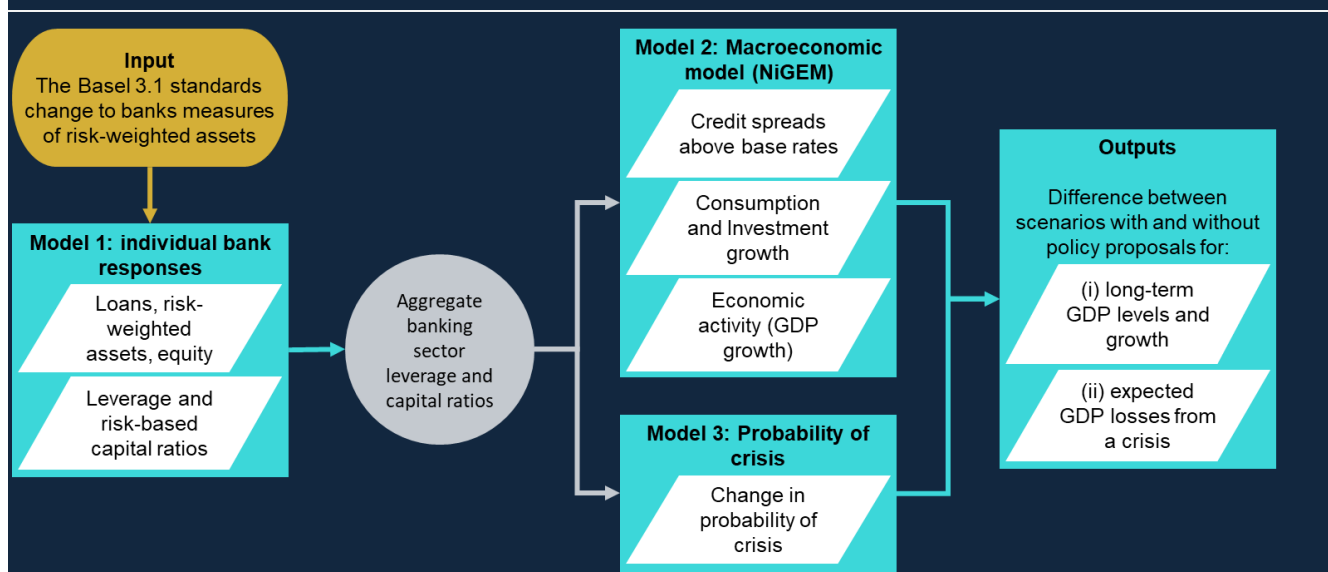 Input
The Basel 3.1 standards
change to banks measures
of risk-weighted assets
Model 1: individual bank
responses
Loans, risk-
weighted
assets, equity
Leverage and
risk-based
capital ratios
Aggregate
banking
sector
leverage and
capital ratios
Model 2: Macroeconomic
model (NiGEM)
Credit spreads
above base rates
Consumption
and Investment
growth
Economic
activity (GDP
growth)
Model 3: Probability of
crisis
Change in
probability of
crisis
Outputs
Difference between
scenarios with and without
policy proposals for:
(i) long-term
GDP levels and
growth
(ii) expected
GDP losses from
a crisis